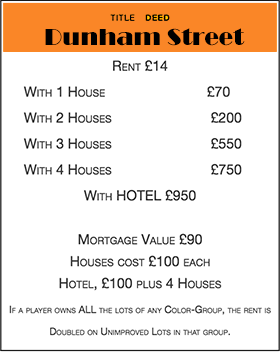 TITLE DEED
Dunham Street
RENT £14
WITH 1 HOUSE £70
WITH 2 HOUSES £200
WITH 3 HOUSES £550
WITH 4 HOUSES £750
WITH HOTEL £950
MORTGAGE VALUE £90
HOUSES COST £100 EACH
HOTEL, £100 PLUS 4 HOUSES
IF A PLAYER OWNS ALL THE LOTS OF ANY COLOR-GROUP, THE RENT IS
DOUBLED ON UNIMPROVED LOTS IN THAT GROUP.